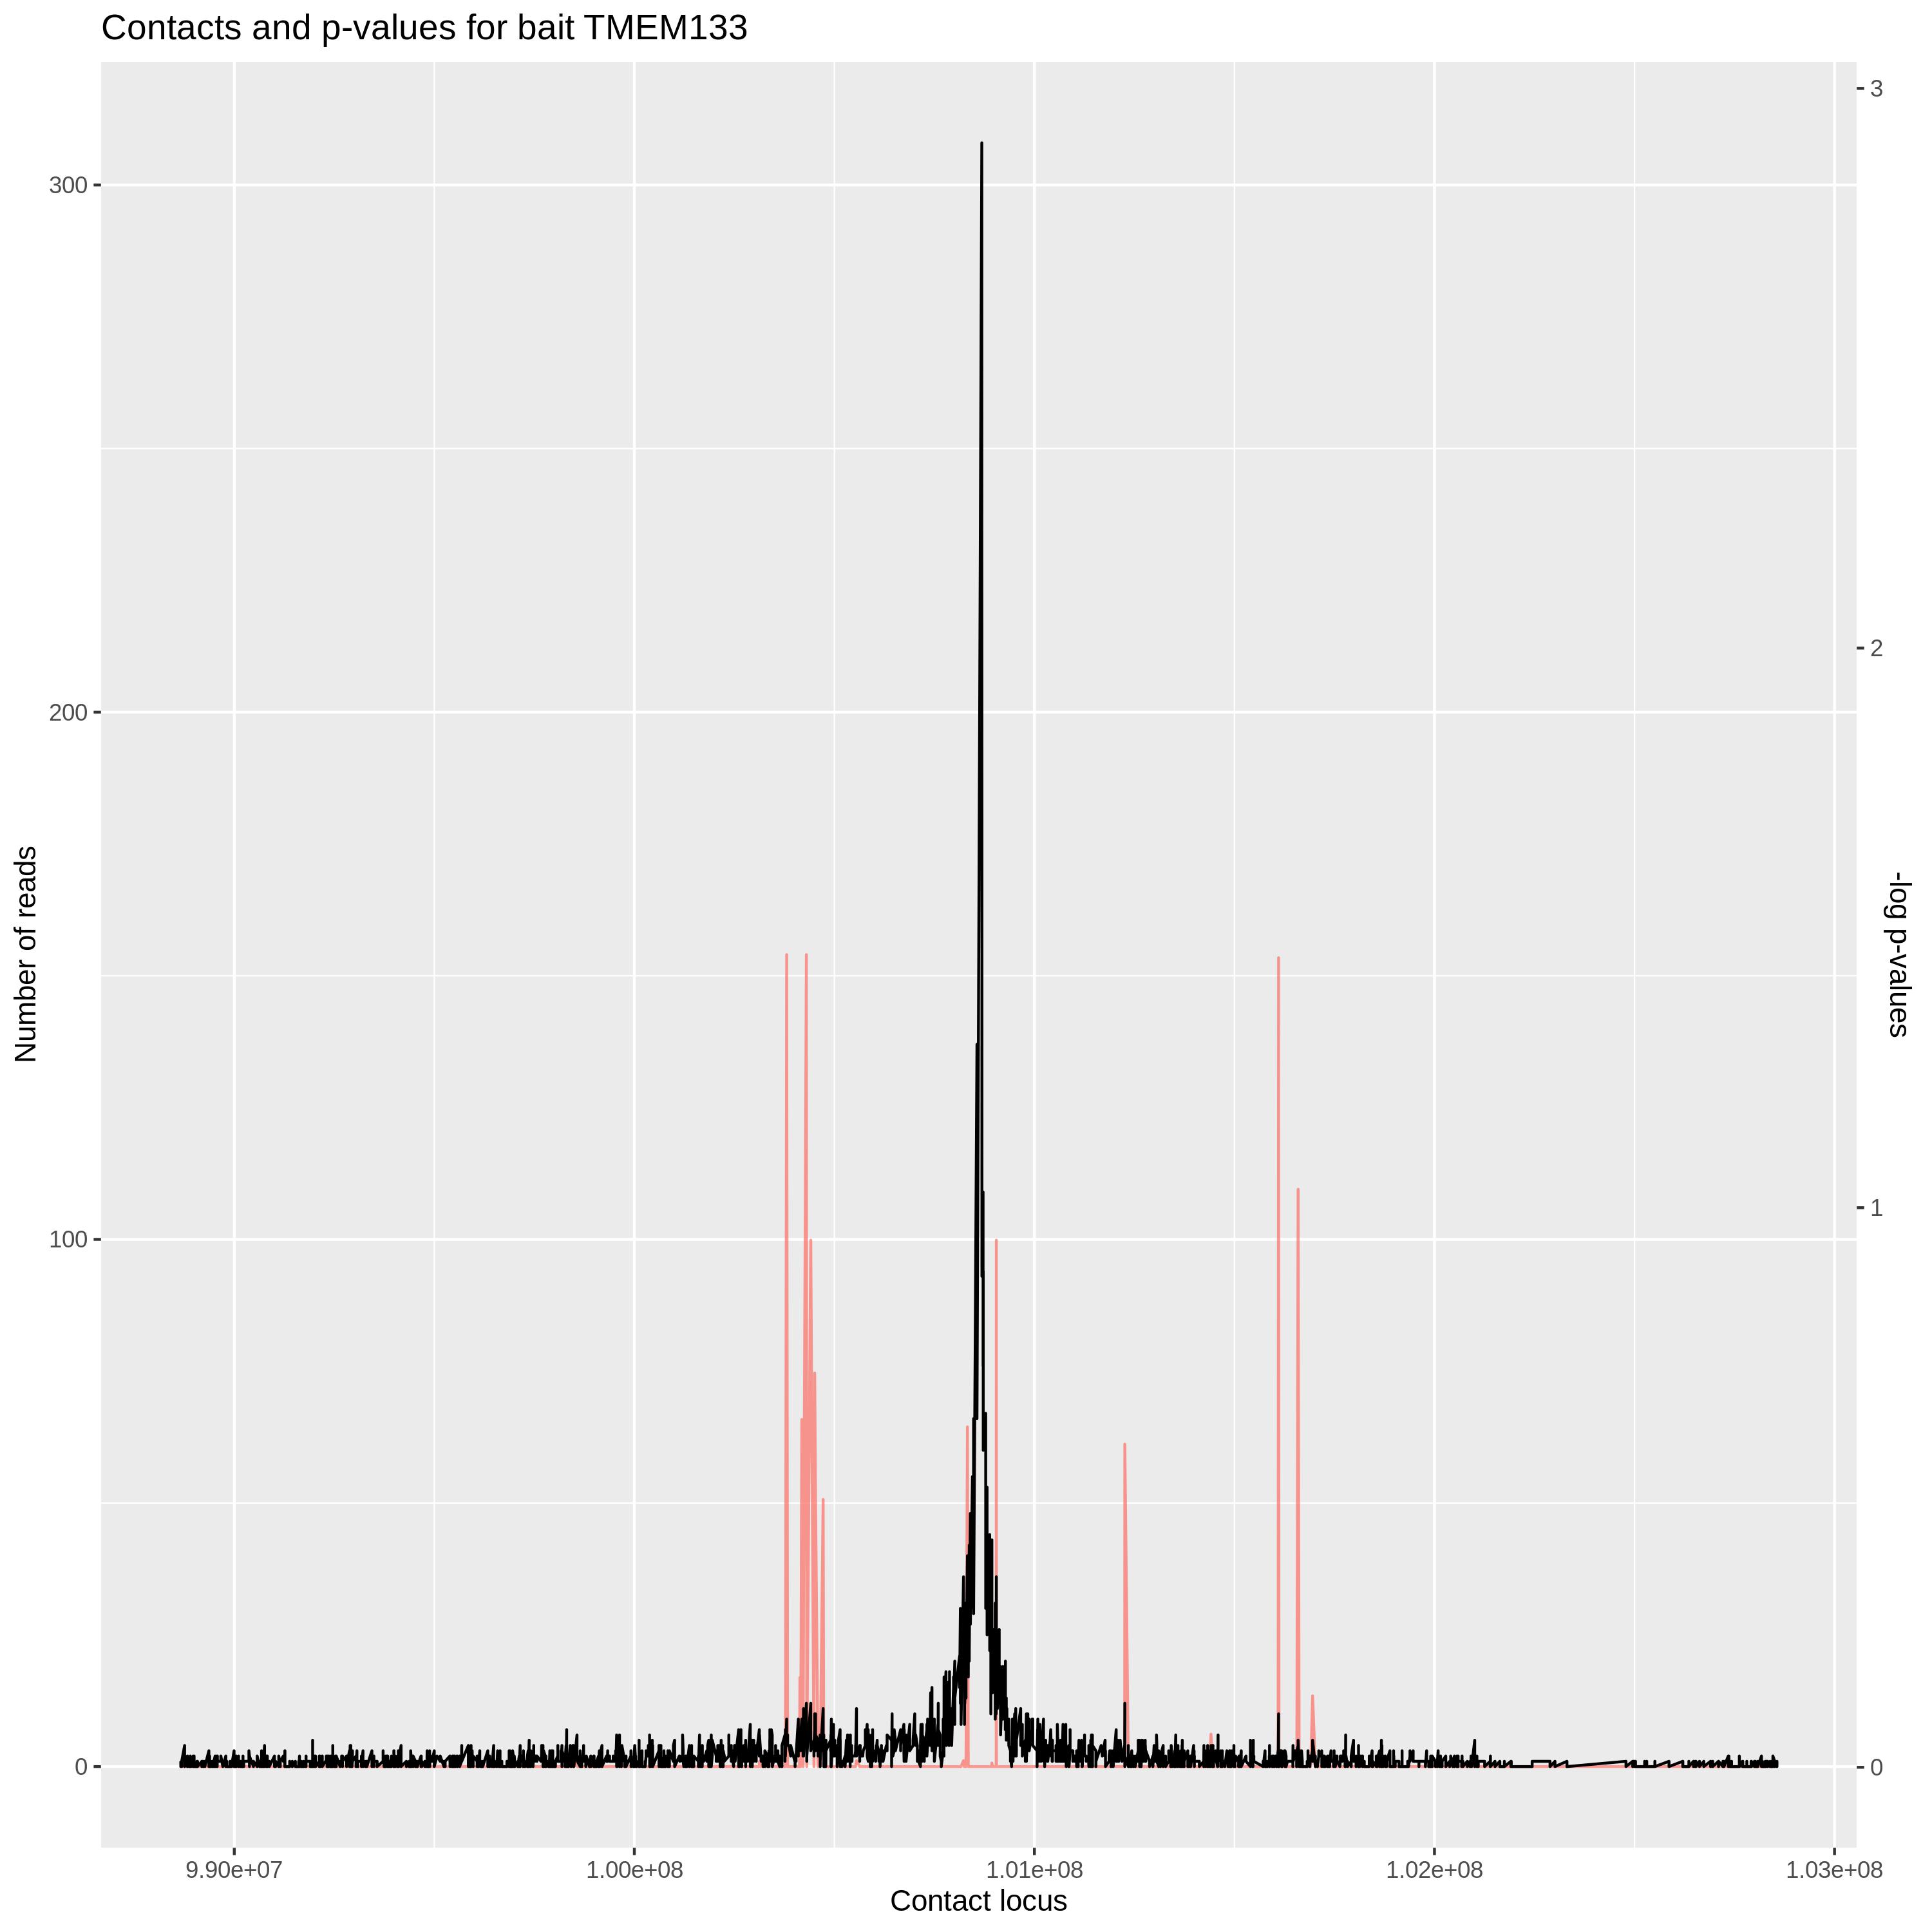 Contacts and p-values for bait TMEM133
3
300
2
200
Number of reads
-log p-values
1
100
0
0
9.90e+07
1.00e+08
1.01e+08
1.02e+08
1.03e+08
Contact locus